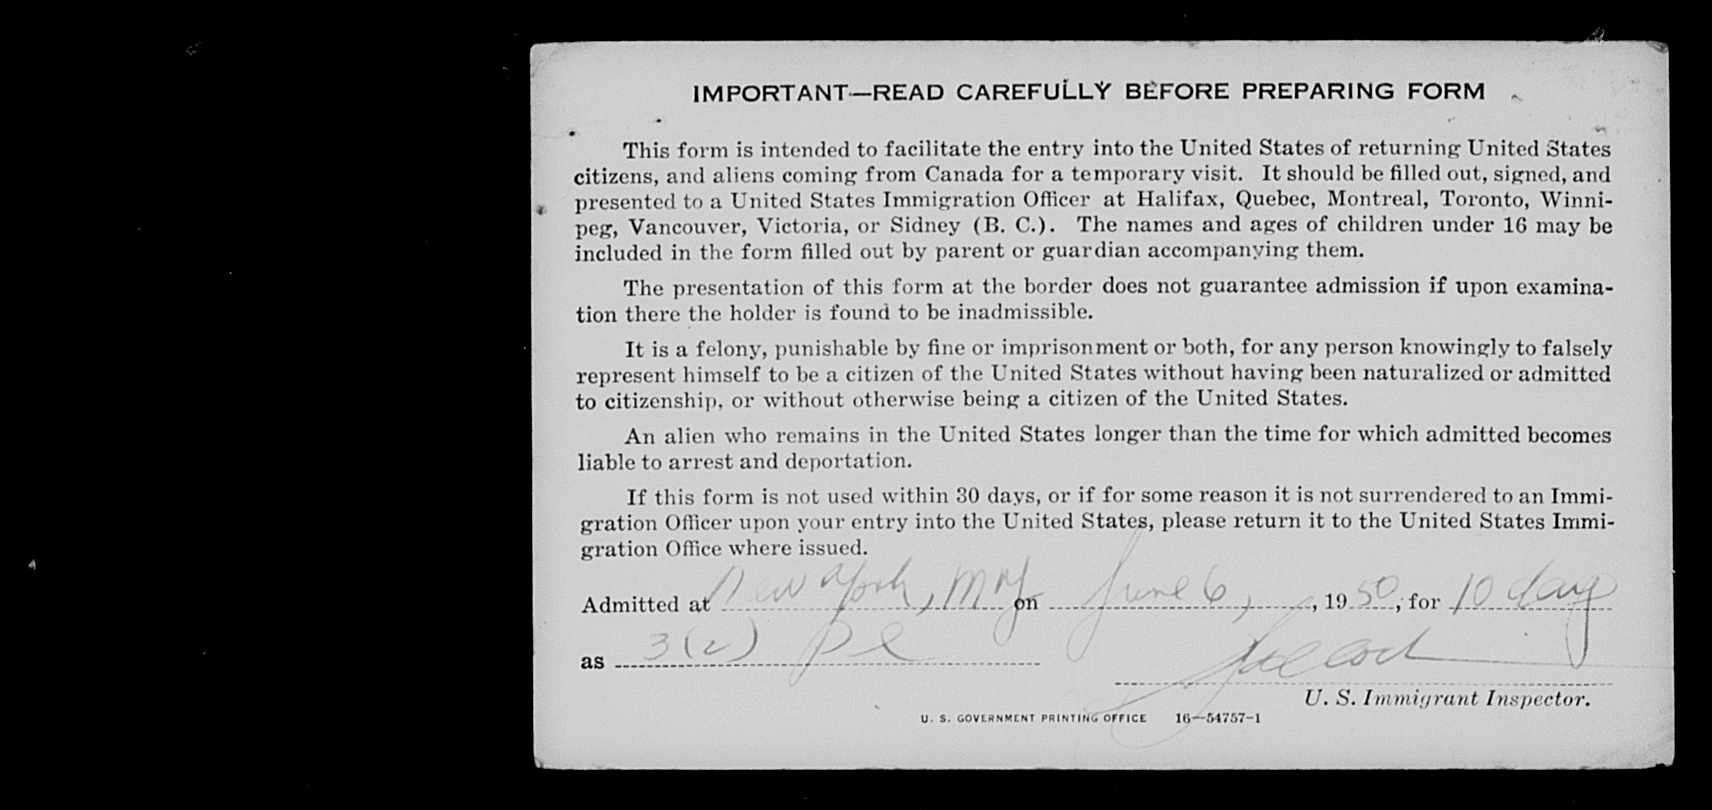 IMPORTANT—READ CAREFULLY BEFORE PREPARING FORM
This form is intended to facilitate the entry into the United States of returning United States
citizens, and aliens coming from Canada for a temporary visit. It should be filled out, signed, and
presented to a United States Immigration Officer at Halifax, Quebec, Montreal, Toronto, Winni-
peg, Vancouver, Victoria, or Sidney (B. C.). The names and ages of children under 16 may be
included in the form filled out by parent or guardian accompanying them.
The presentation of this form at the border does not guarantee admission if upon examina-
tion there the holder is found to be inadmissible.
It is a felony, punishable by fine or imprisonment or both, for any person knowingly to falsely
represent himself to be a citizen of the United States without having been naturalized or admitted
to citizenship, or without otherwise being a citizen of the United States.
An alien who remains in the United States longer than the time for which admitted becomes
liable to arrest and deportation.
If this form is not used within 30 days, or if for some reason it is not surrendered to an Immi-
gration Officer upon your entry into the United States, please return it to the United States Immi-
gration Office where issued.
Admitted at New York, NY on June 6, , 1950, for 10 days
as 3(2)
U. S. Immigrant Inspector.
U. S. GOVERNMENT PRINTING OFFICE 16—54757-1